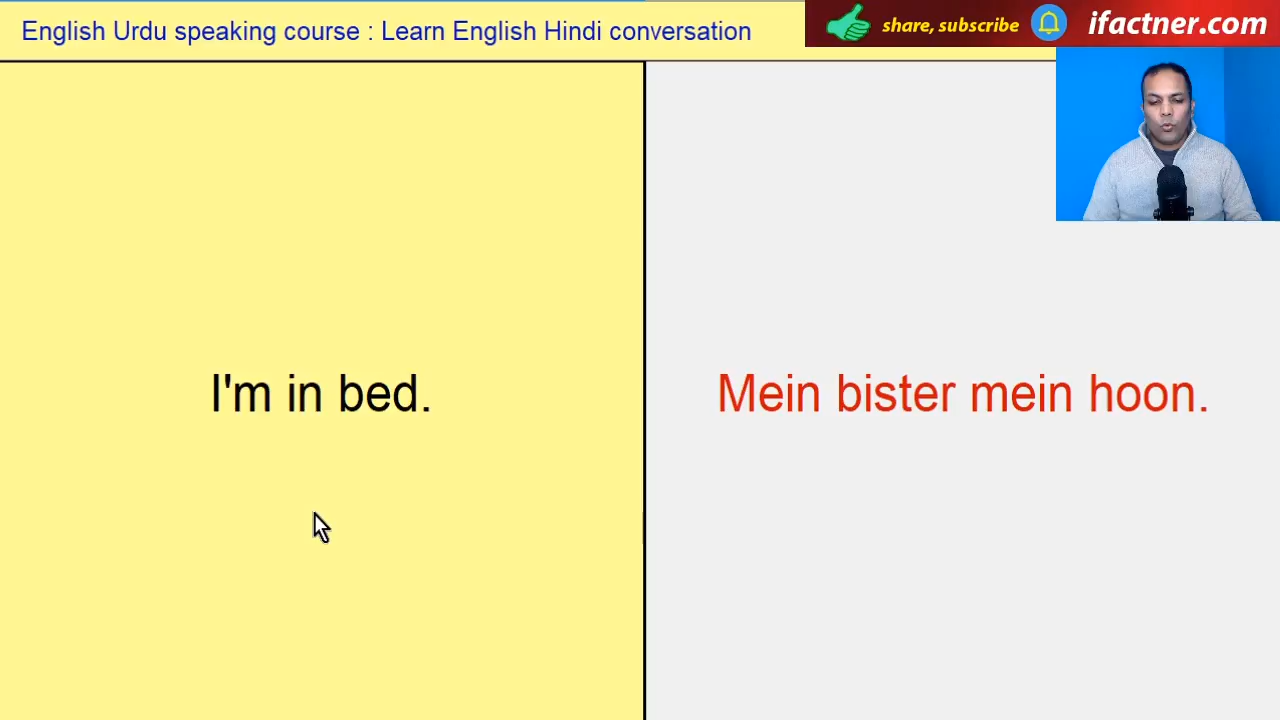 English Urdu speaking course : Learn English Hindi conversation
share, subscribe
ifactner.com
I'm in bed.
Mein bister mein hoon.